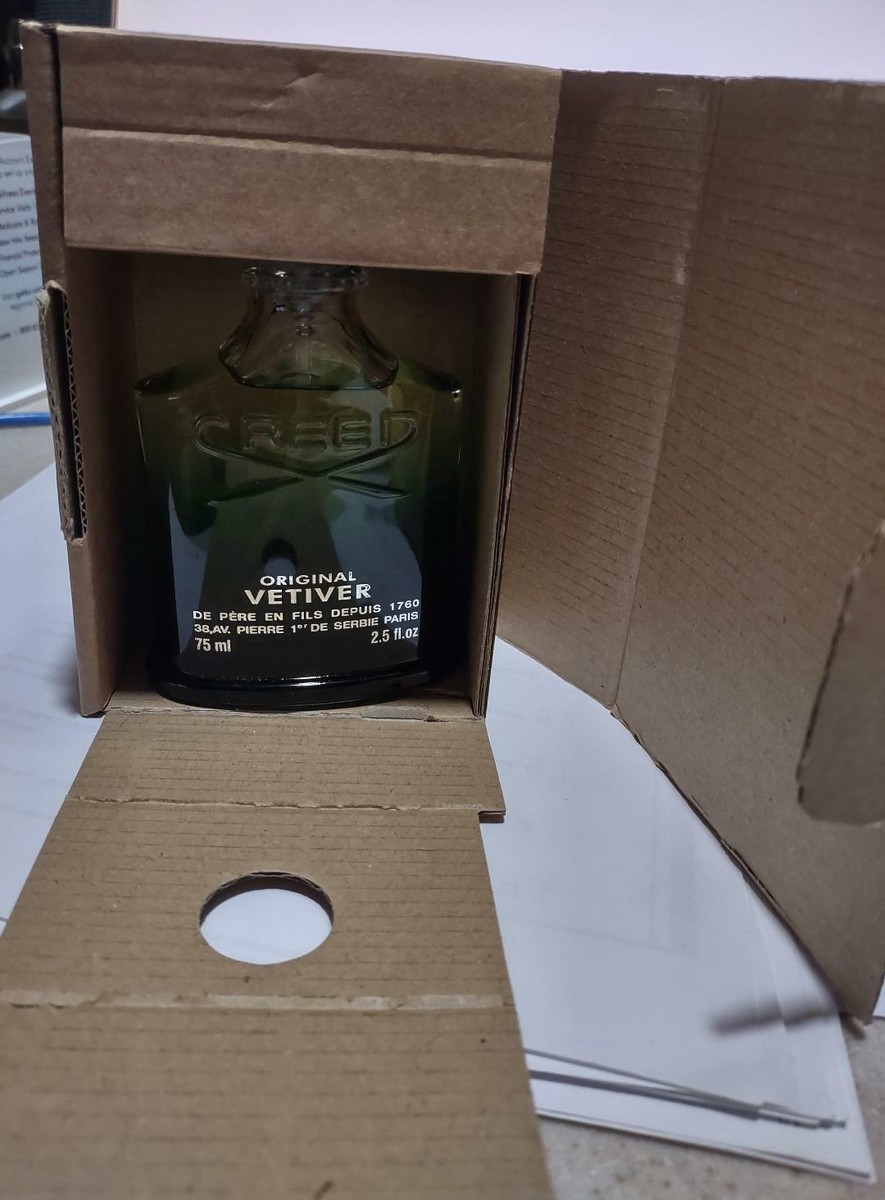 CREED
ORIGINAL
VETIVER
DE PÈRE EN FILS DEPUIS 1760
38,AV. PIERRE 1er DE SERBIE PARIS
75 ml 2.5 fl.oz